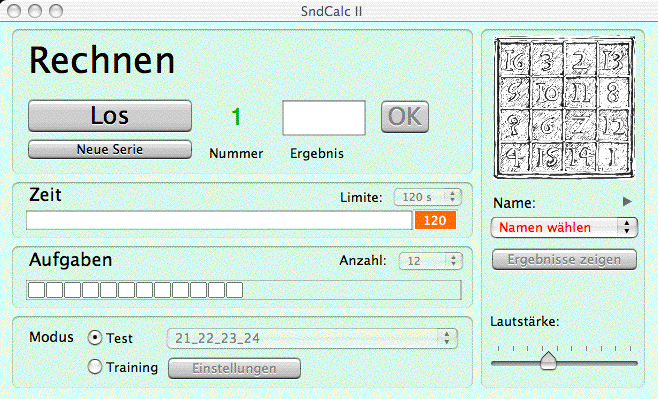 SndCalc II
Rechnen
Los
Neue Serie
1
Nummer
Ergebnis
OK
Zeit
Limite: 120 s
120
Aufgaben
Anzahl: 12
Modus
Test
21_22_23_24
Training
Einstellungen
16 3 2 13
5 10 11 8
9 6 7 12
4 15 14 1
Name:
Namen wählen
Ergebnisse zeigen
Lautstärke: